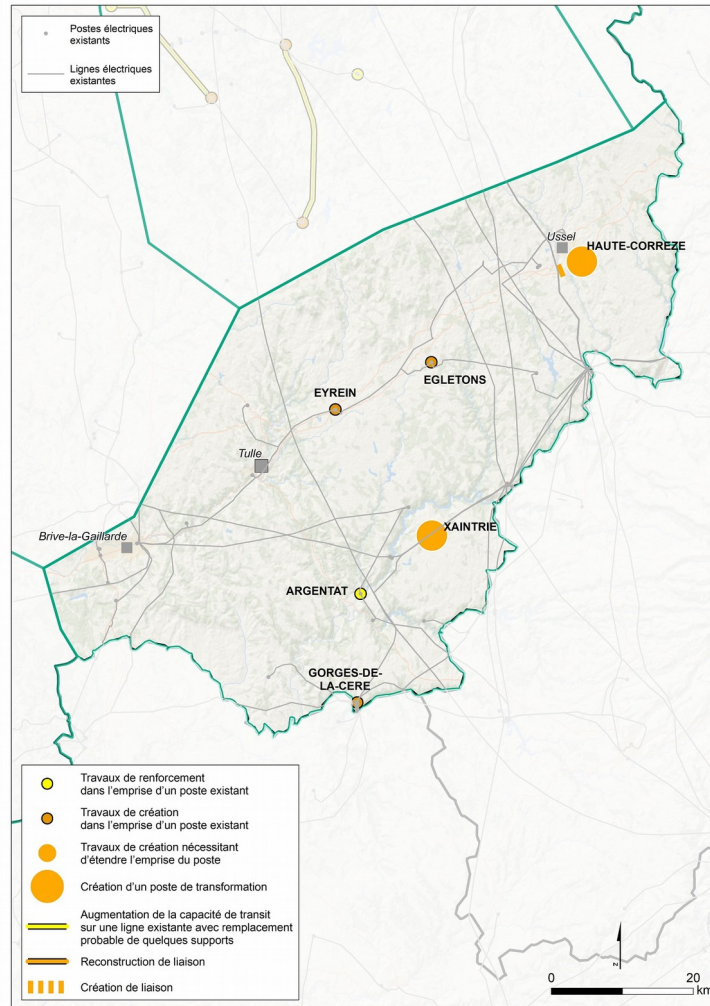 Postes électriques
existants
Lignes électriques
existantes
Ussel
HAUTE-CORREZE
EGLETONS
EYREIN
Tulle
XAINTRIE
Brive-la-Gaillarde
ARGENTAT
GORGES-DE-
LA-CERE
Travaux de renforcement
dans l'emprise d'un poste existant
Travaux de création
dans l'emprise d'un poste existant
Travaux de création nécessitant
d'étendre l'emprise du poste
Création d'un poste de transformation
Augmentation de la capacité de transit
sur une ligne existante avec remplacement
probable de quelques supports
Reconstruction de liaison
Création de liaison
z
0 20
km